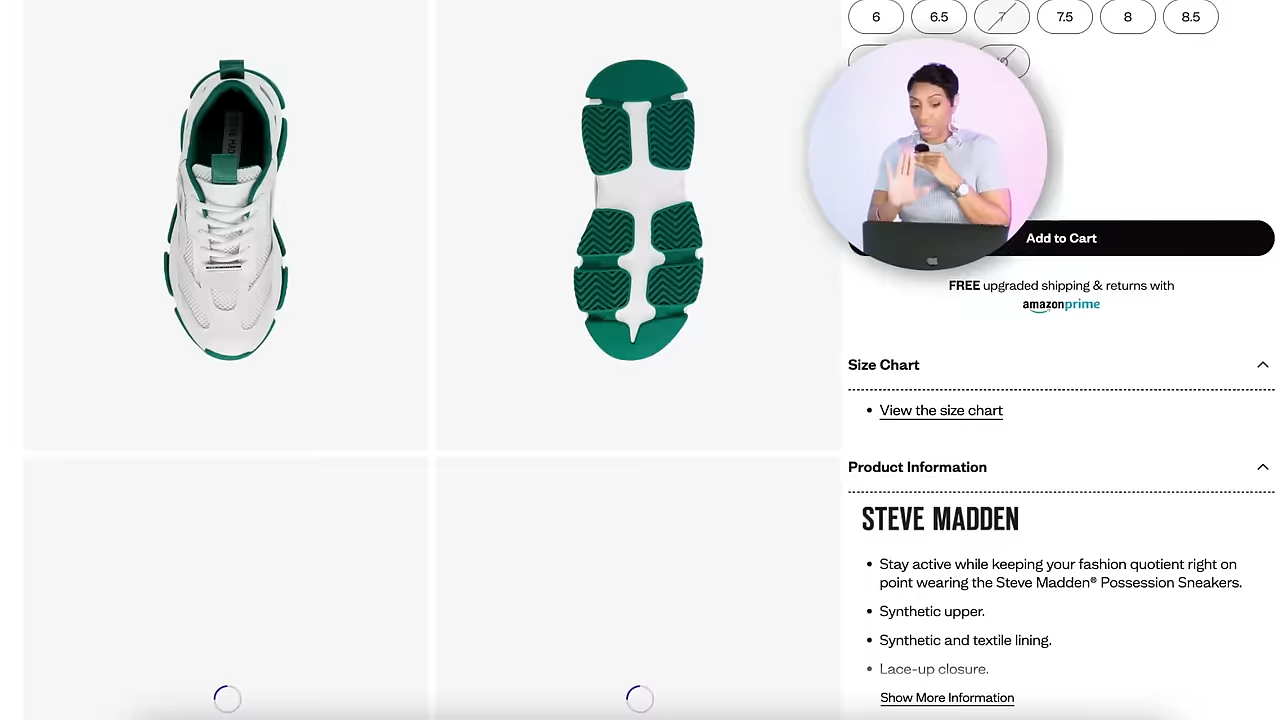 6
6.5
7
7.5
8
8.5
Add to Cart
FREE upgraded shipping & returns with
amazonprime
Size Chart
• View the size chart
Product Information
STEVE MADDEN
• Stay active while keeping your fashion quotient right on
point wearing the Steve Madden® Possession Sneakers.
• Synthetic upper.
• Synthetic and textile lining.
• Lace-up closure.
Show More Information